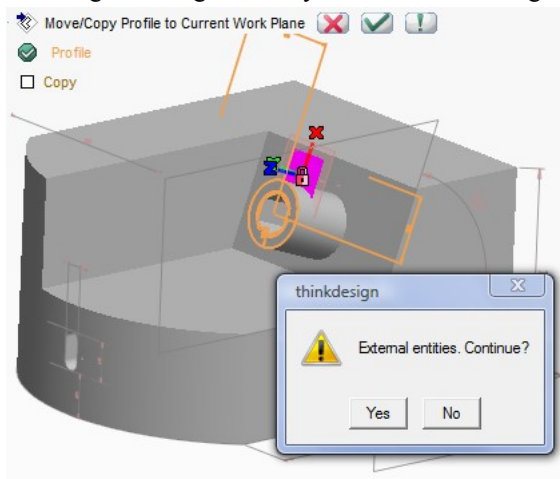 Move/Copy Profile to Current Work Plane
Profile
Copy
X
Z
thinkdesign
External entities. Continue?
Yes
No